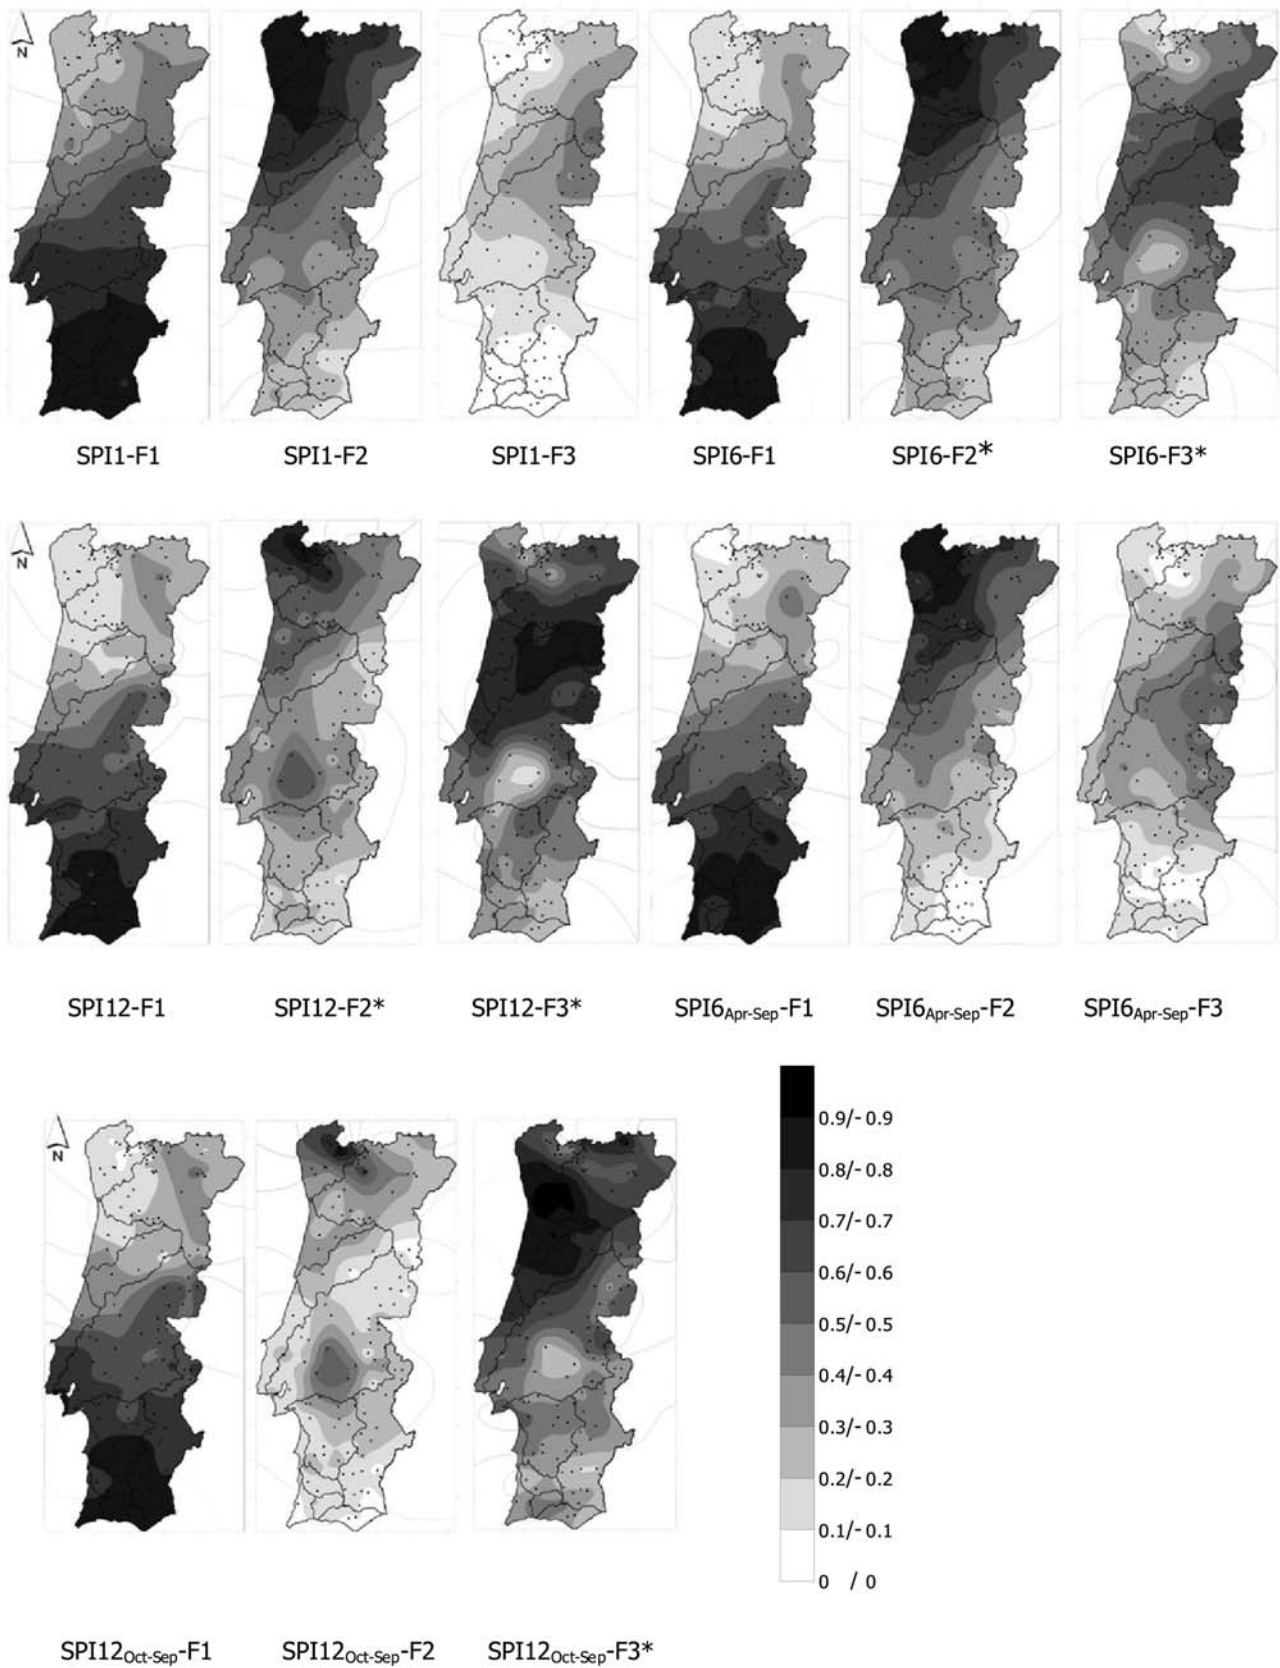 N
SPI1-F1 SPI1-F2 SPI1-F3 SPI6-F1 SPI6-F2* SPI6-F3*
N
SPI12-F1 SPI12-F2* SPI12-F3* SPI6Apr-Sep-F1 SPI6Apr-Sep-F2 SPI6Apr-Sep-F3
N
0.9/- 0.9
0.8/- 0.8
0.7/- 0.7
0.6/- 0.6
0.5/- 0.5
0.4/- 0.4
0.3/- 0.3
0.2/- 0.2
0.1/- 0.1
0 / 0
SPI12Oct-Sep-F1 SPI12Oct-Sep-F2 SPI12Oct-Sep-F3*